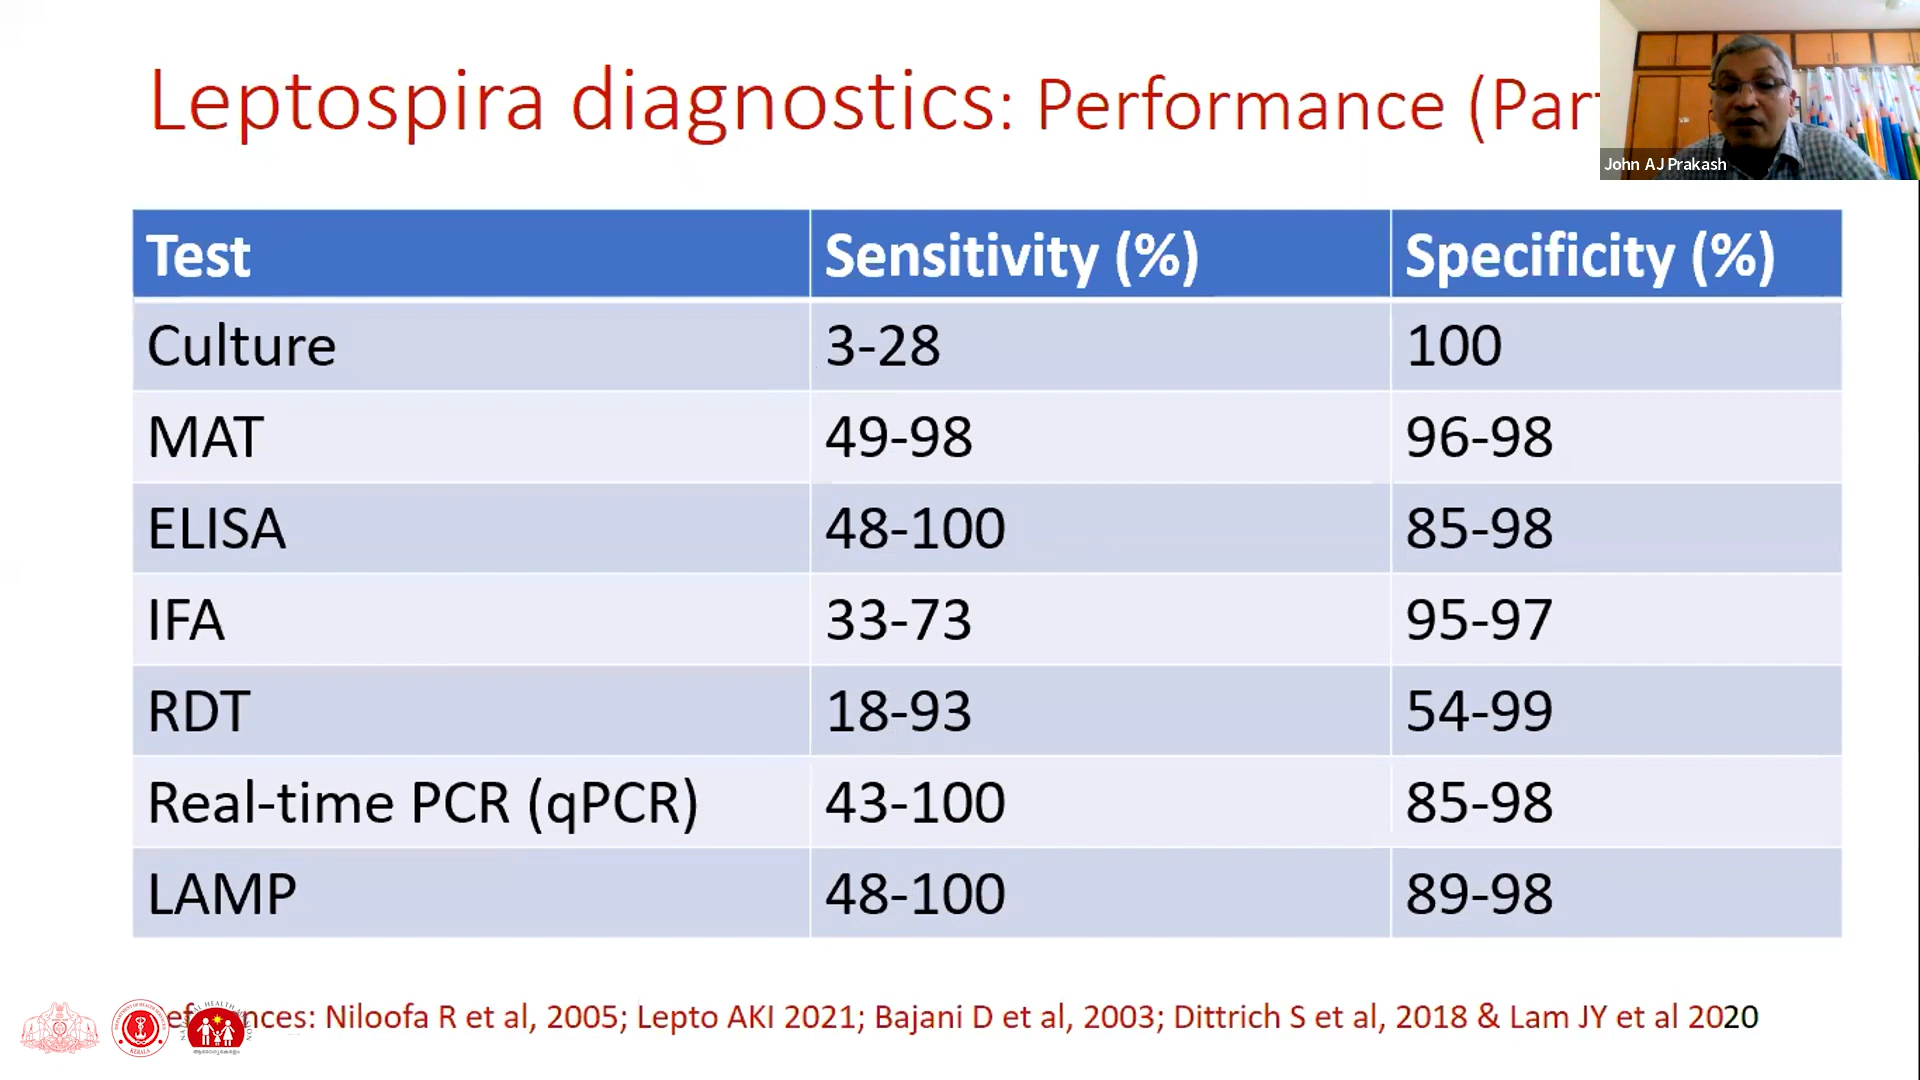 Leptospira diagnostics: Performance (Par
John AJ Prakash
Test Sensitivity (%) Specificity (%)
Culture 3-28 100
MAT 49-98 96-98
ELISA 48-100 85-98
IFA 33-73 95-97
RDT 18-93 54-99
Real-time PCR (qPCR) 43-100 85-98
LAMP 48-100 89-98
nces: Niloofa R et al, 2005; Lepto AKI 2021; Bajani D et al, 2003; Dittrich S et al, 2018 & Lam JY et al 2020
KERALA